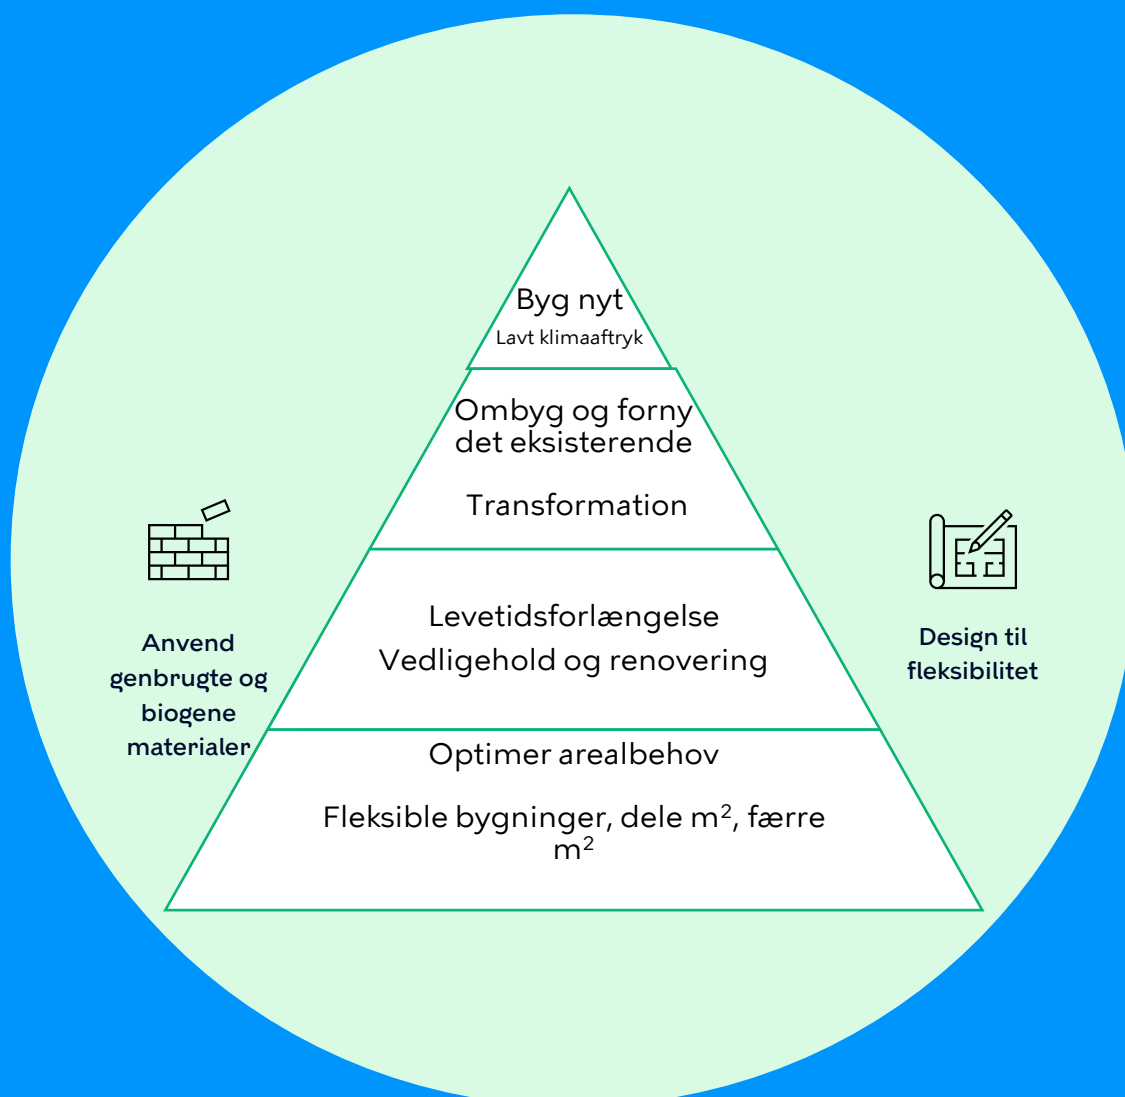 Byg nyt
Lavt klimaaftryk
Ombyg og forny
det eksisterende
Transformation
Levetidsforlængelse
Vedligehold og renovering
Optimer arealbehov
Fleksible bygninger, dele m², færre
m²
Anvend
genbrugte og
biogene
materialer
Design til
fleksibilitet